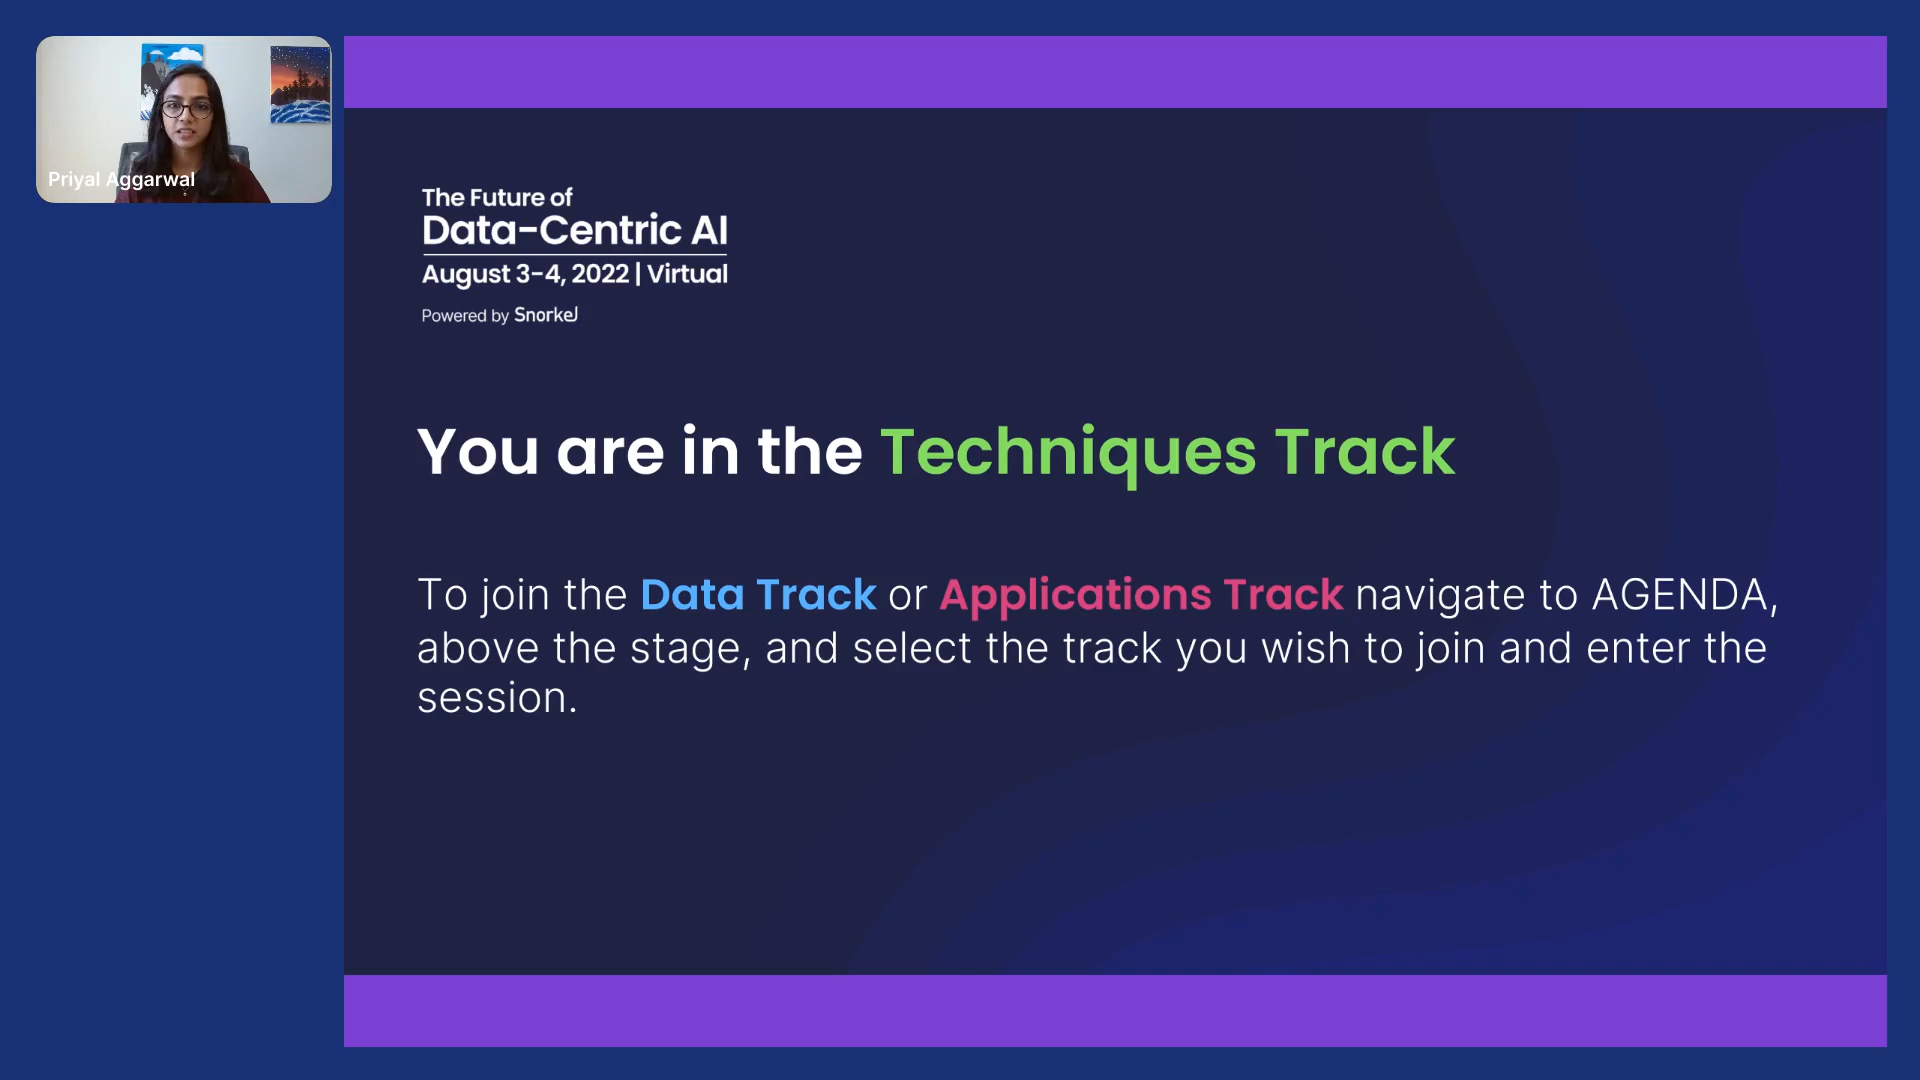 Priyal Aggarwal
The Future of
Data-Centric AI
August 3-4, 2022 | Virtual
Powered by Snorkel
You are in the Techniques Track
To join the Data Track or Applications Track navigate to AGENDA,
above the stage, and select the track you wish to join and enter the
session.